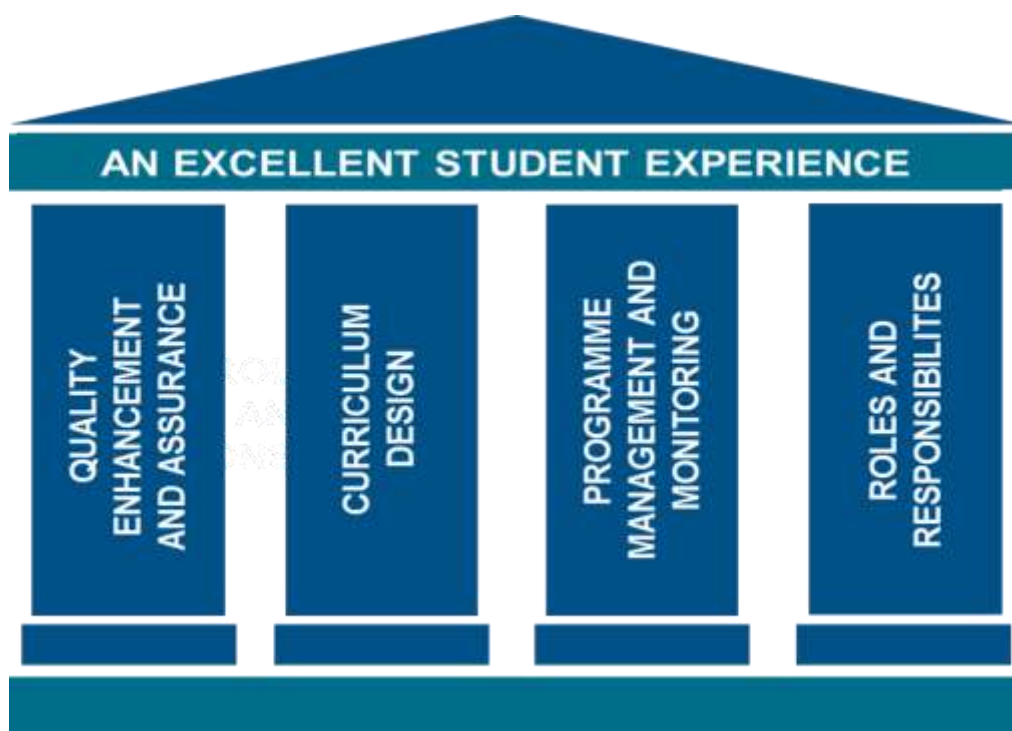 AN EXCELLENT STUDENT EXPERIENCE
QUALITY
ENHANCEMENT
AND ASSURANCE
CURRICULUM
DESIGN
PROGRAMME
MANAGEMENT AND
MONITORING
ROLES AND
RESPONSIBILITES